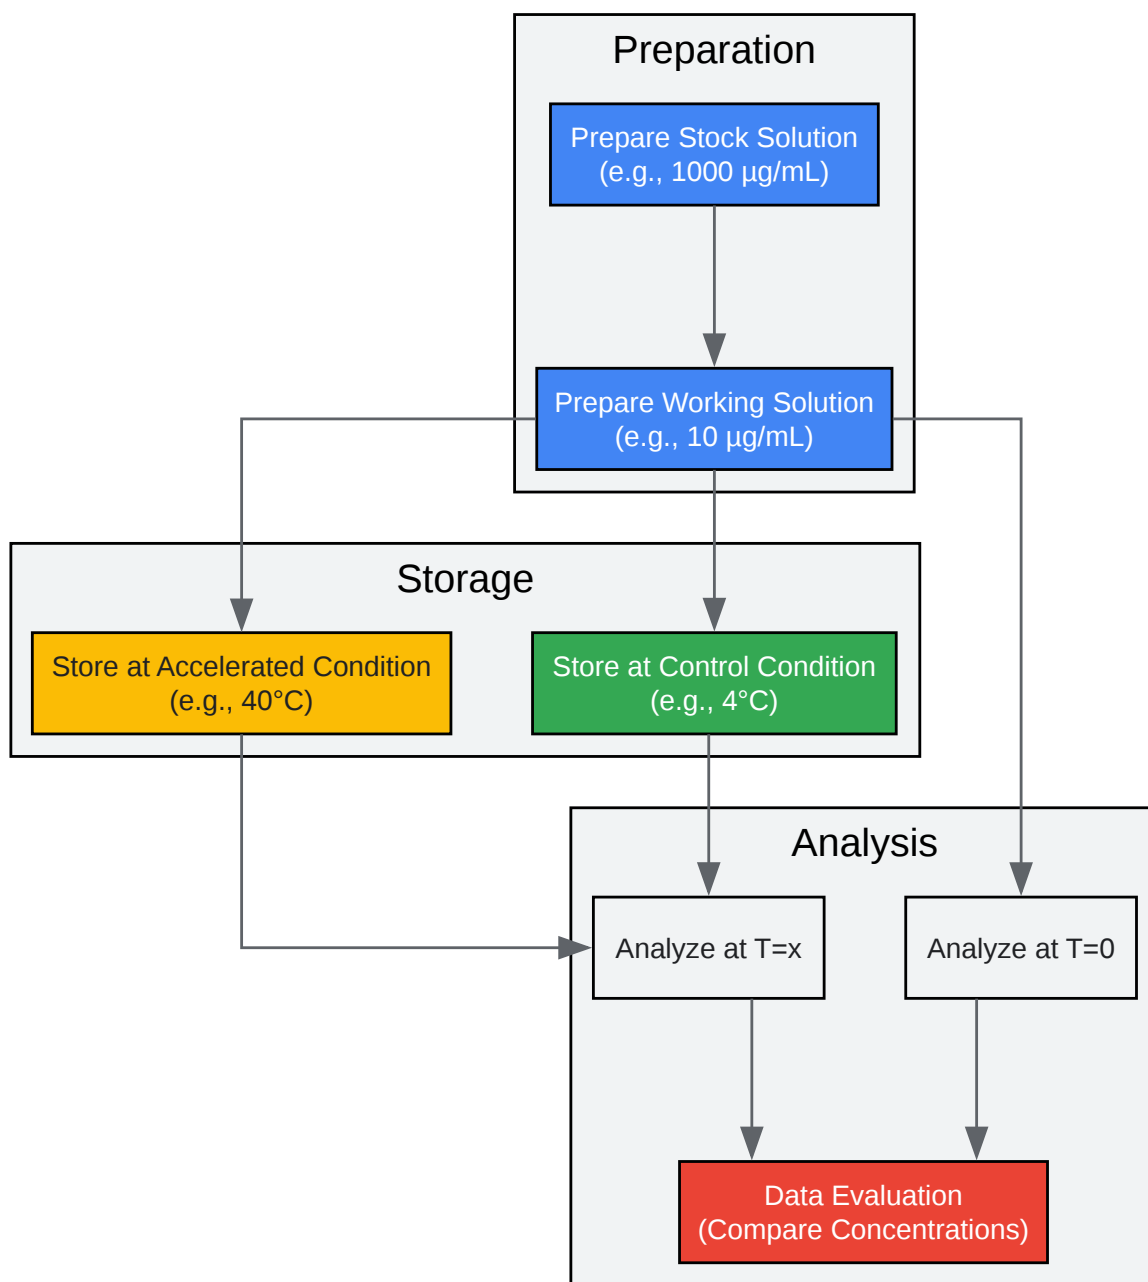 Preparation
Prepare Stock Solution
(e.g., 1000 µg/mL)
Prepare Working Solution
(e.g., 10 µg/mL)
Storage
Store at Accelerated Condition
(e.g., 40°C)
Store at Control Condition
(e.g., 4°C)
Analysis
Analyze at T=x
Analyze at T=0
Data Evaluation
(Compare Concentrations)